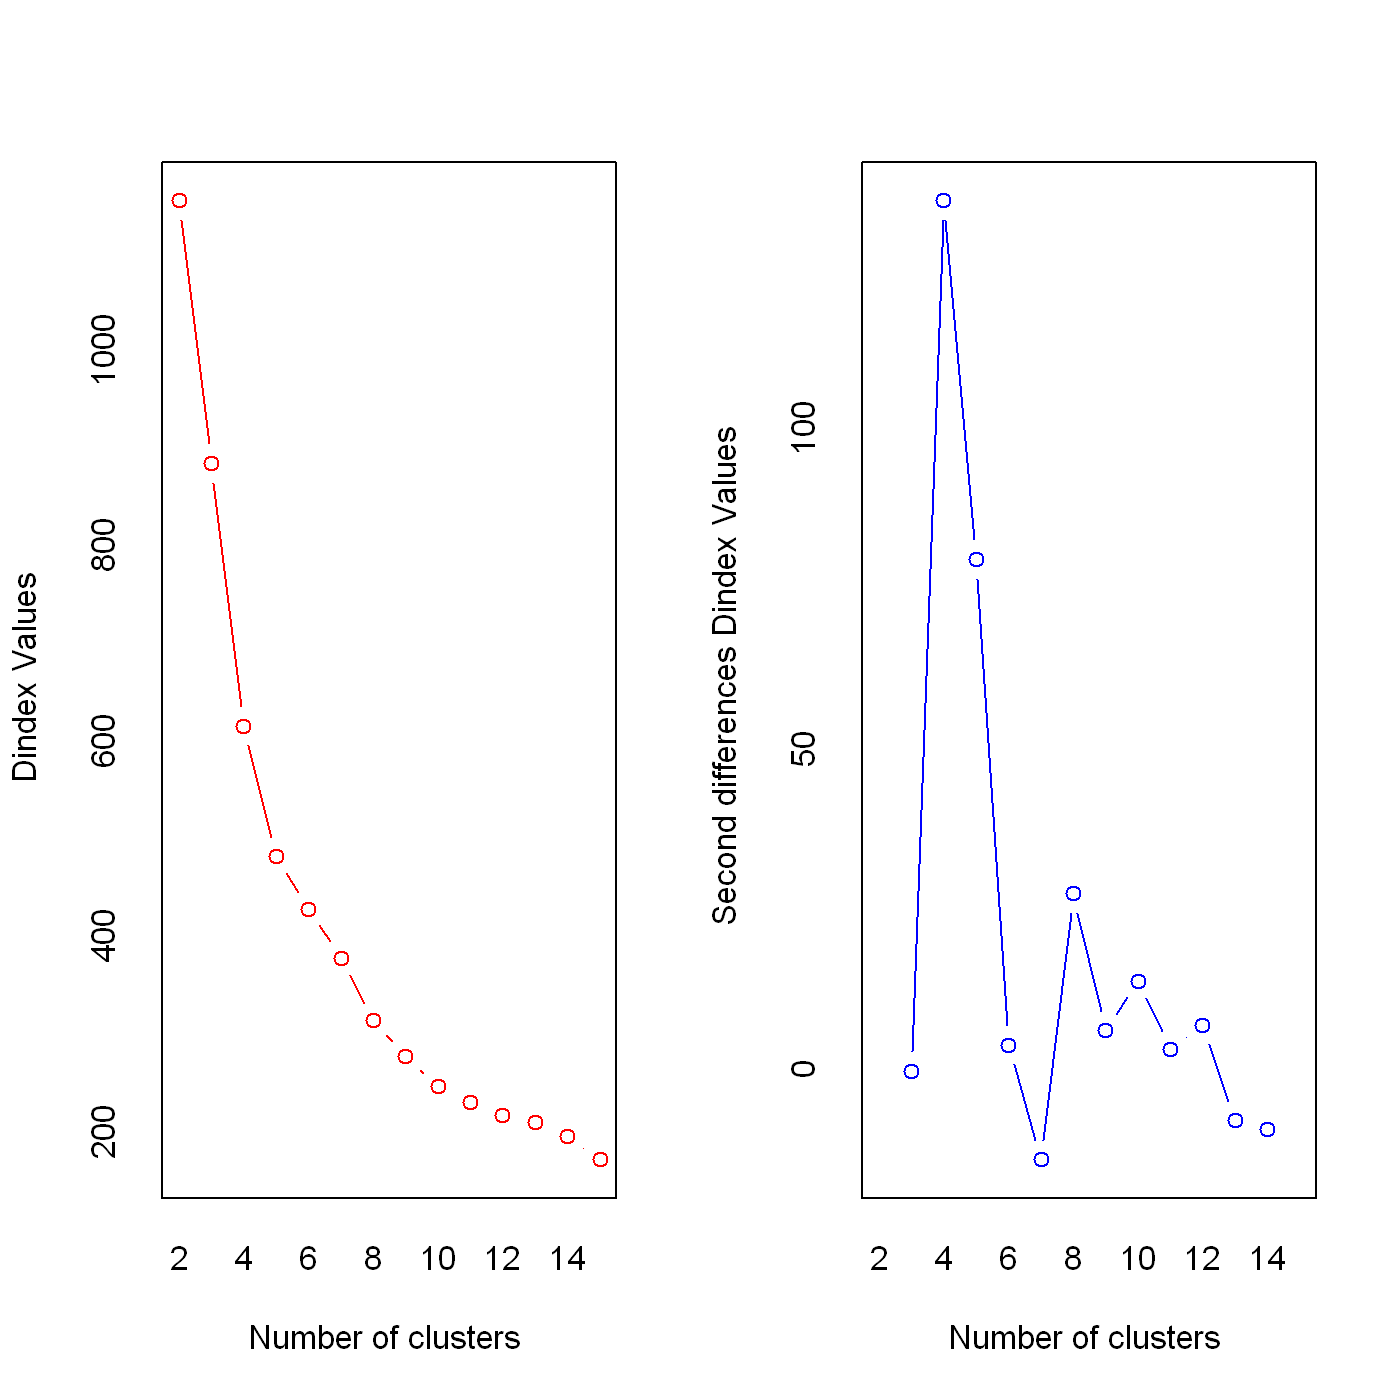 Dindex Values
200
400
600
800
1000
2 4 6 8 10 12 14
Number of clusters
Second differences Dindex Values
0
50
100
2 4 6 8 10 12 14
Number of clusters